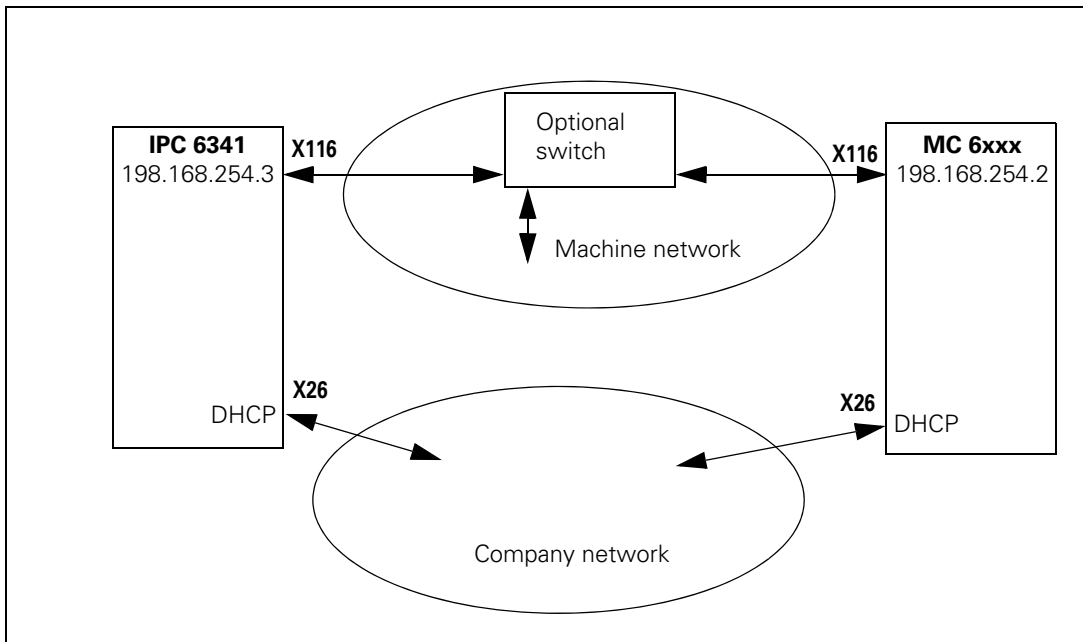 Optional
switch
IPC 6341
198.168.254.3
X116
X116
MC 6xxx
198.168.254.2
Machine network
X26
DHCP
X26
DHCP
Company network